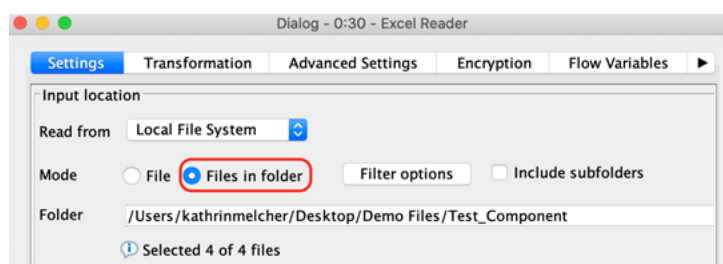 Dialog - 0:30 - Excel Reader
Settings Transformation Advanced Settings Encryption Flow Variables
Input location
Read from Local File System
Mode File Files in folder Filter options Include subfolders
Folder /Users/kathrinmelcher/Desktop/Demo Files/Test_Component
Selected 4 of 4 files